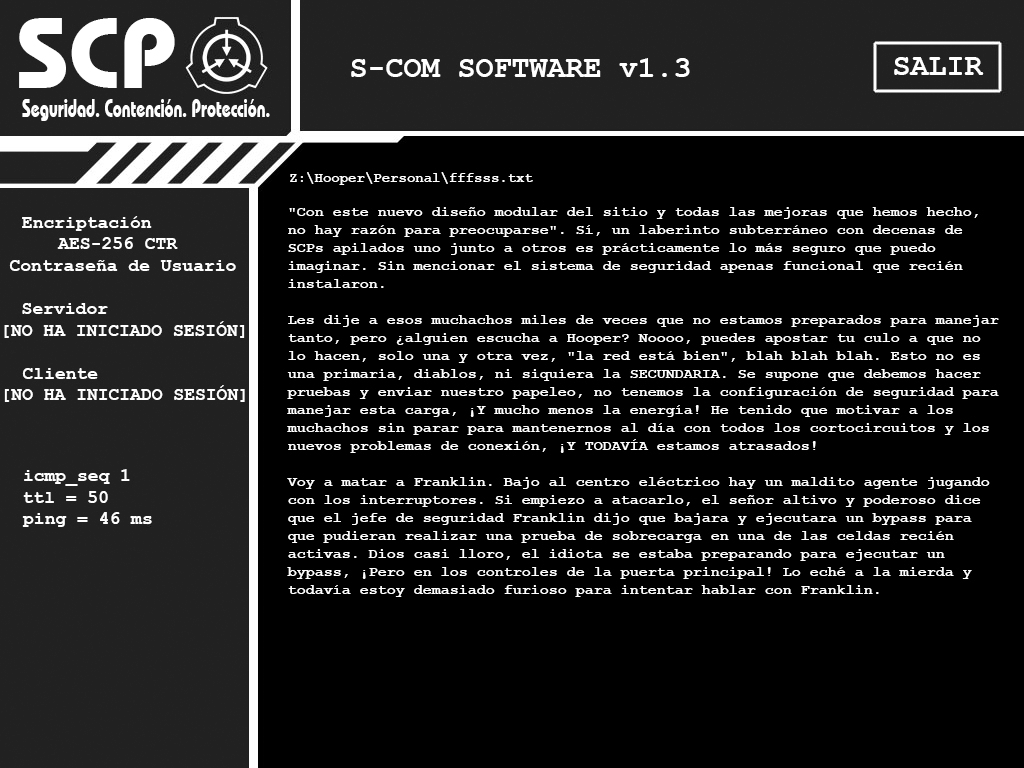 SCP
Seguridad. Contención. Protección.
S-COM SOFTWARE v1.3
SALIR
Encriptación
AES-256 CTR
Contraseña de Usuario
Servidor
[NO HA INICIADO SESIÓN]
Cliente
[NO HA INICIADO SESIÓN]
icmp_seq 1
ttl = 50
ping = 46 ms
Z:\Hooper\Personal\fffsss.txt
"Con este nuevo diseño modular del sitio y todas las mejoras que hemos hecho,
no hay razón para preocuparse". Sí, un laberinto subterráneo con decenas de
SCPs apilados uno junto a otros es prácticamente lo más seguro que puedo
imaginar. Sin mencionar el sistema de seguridad apenas funcional que recién
instalaron.
Les dije a esos muchachos miles de veces que no estamos preparados para manejar
tanto, pero ¿alguien escucha a Hooper? Noooo, puedes apostar tu culo a que no
lo hacen, solo una y otra vez, "la red está bien", blah blah blah. Esto no es
una primaria, diablos, ni siquiera la SECUNDARIA. Se supone que debemos hacer
pruebas y enviar nuestro papeleo, no tenemos la configuración de seguridad para
manejar esta carga, ¡Y mucho menos la energía! He tenido que motivar a los
muchachos sin parar para mantenernos al día con todos los cortocircuitos y los
nuevos problemas de conexión, ¡Y TODAVÍA estamos atrasados!
Voy a matar a Franklin. Bajo al centro eléctrico hay un maldito agente jugando
con los interruptores. Si empiezo a atacarlo, el señor altivo y poderoso dice
que el jefe de seguridad Franklin dijo que bajara y ejecutara un bypass para
que pudieran realizar una prueba de sobrecarga en una de las celdas recién
activas. Dios casi lloro, el idiota se estaba preparando para ejecutar un
bypass, ¡Pero en los controles de la puerta principal! Lo eché a la mierda y
todavía estoy demasiado furioso para intentar hablar con Franklin.